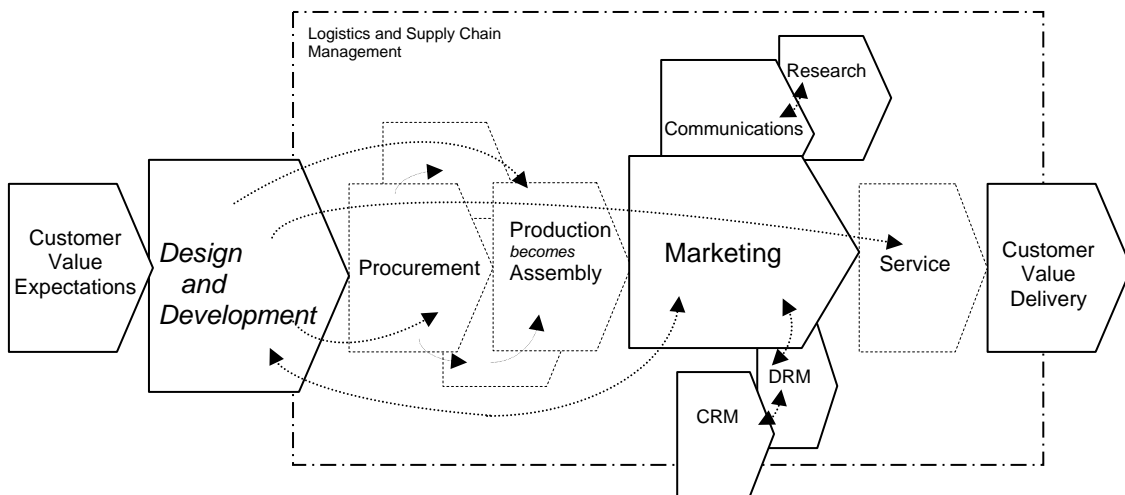 Logistics and Supply Chain
Management
Research
Communications
Customer
Value
Expectations
Design
and
Development
Procurement
Production
becomes
Assembly
Marketing
Service
Customer
Value
Delivery
DRM
CRM